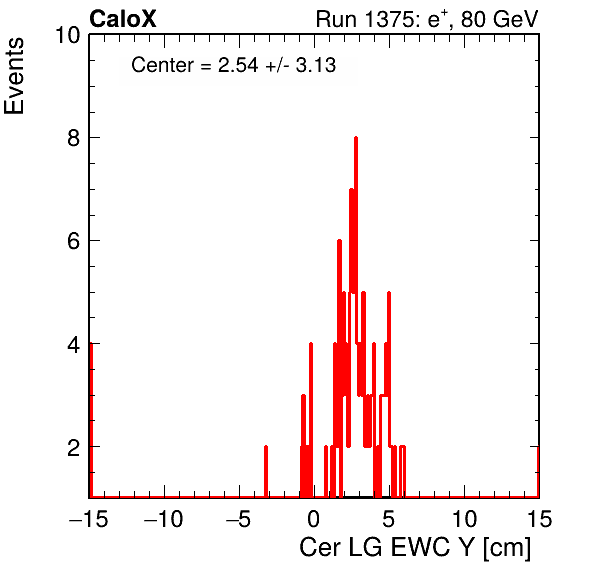 CaloX
Run 1375: e+, 80 GeV
Events
10
Center = 2.54 +/- 3.13
8
6
4
2
−15 −10 −5 0 5 10 15
Cer LG EWC Y [cm]